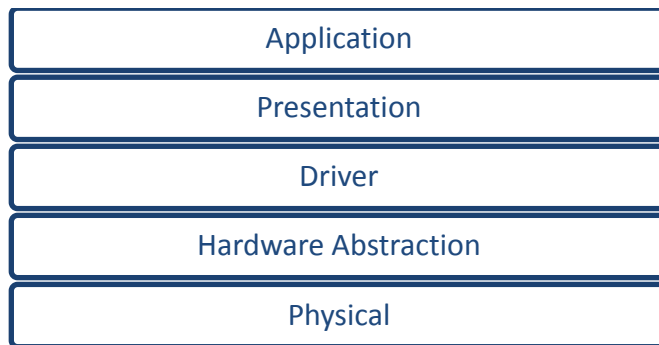 Application
Presentation
Driver
Hardware Abstraction
Physical